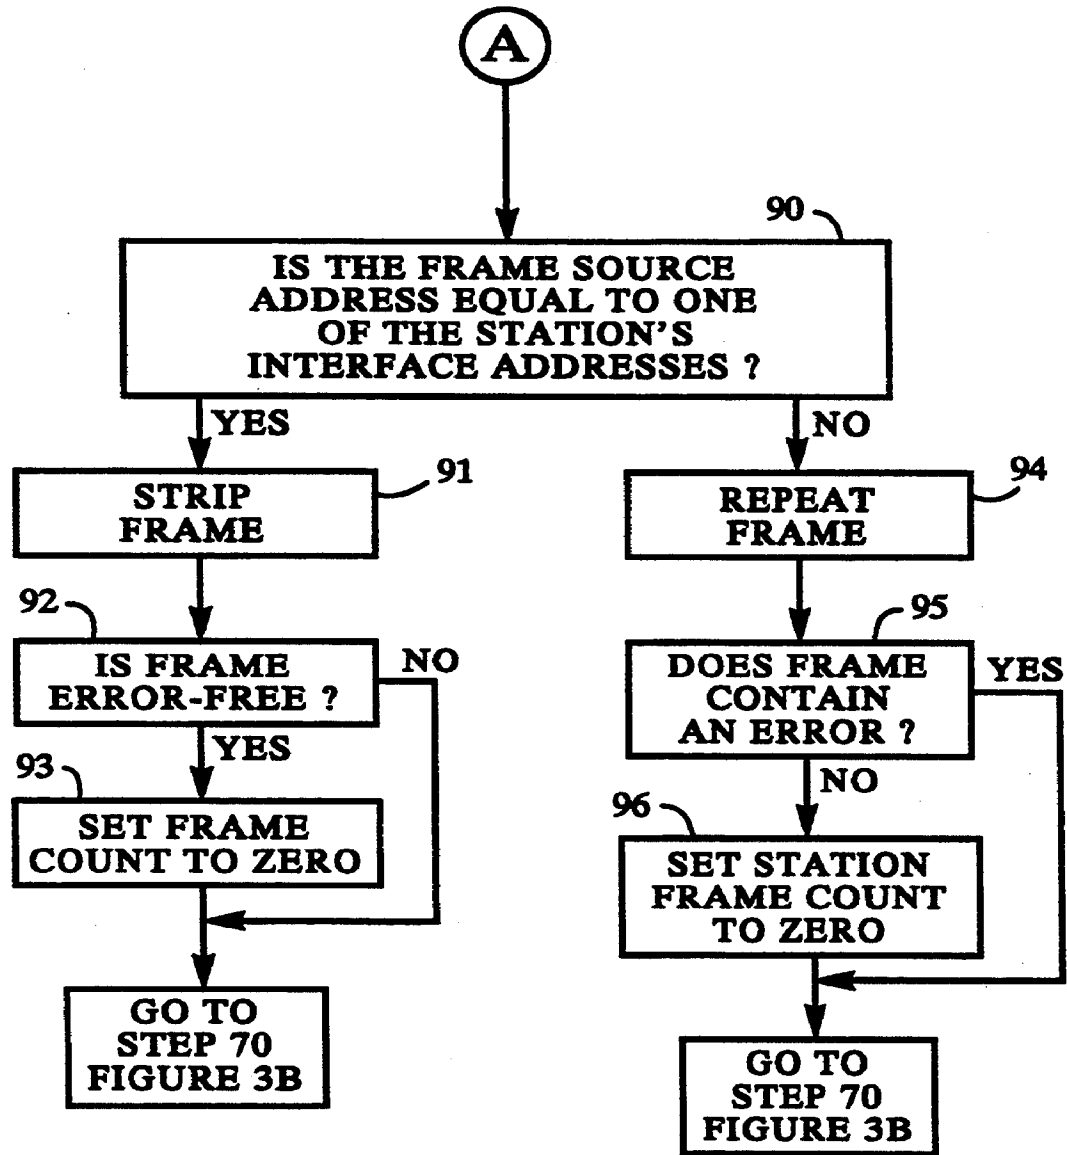 A
90
IS THE FRAME SOURCE
ADDRESS EQUAL TO ONE
OF THE STATION'S
INTERFACE ADDRESSES ?
YES
NO
91
STRIP
FRAME
94
REPEAT
FRAME
92
IS FRAME
ERROR-FREE ?
NO
95
DOES FRAME
CONTAIN
AN ERROR ?
YES
YES
NO
93
SET FRAME
COUNT TO ZERO
96
SET STATION
FRAME COUNT
TO ZERO
GO TO
STEP 70
FIGURE 3B
GO TO
STEP 70
FIGURE 3B